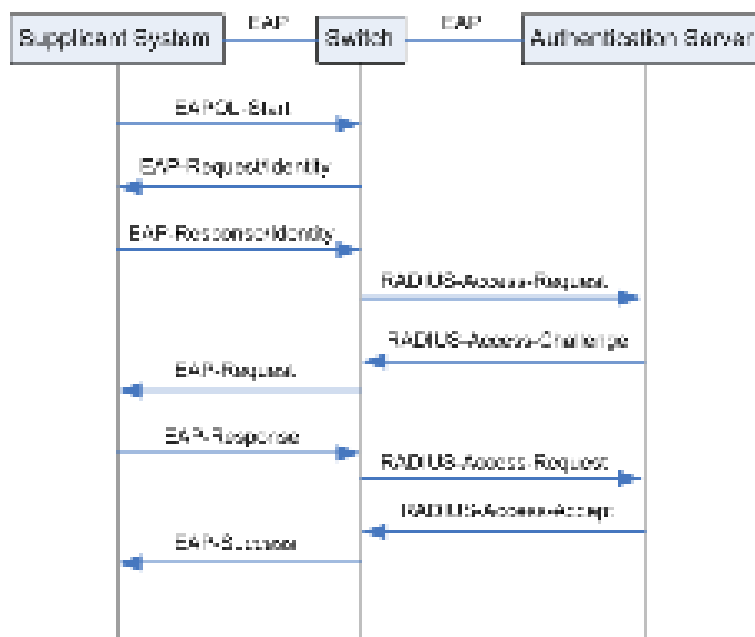 Supplicant System
EAP
Switch
EAP
Authentication Server
EAPOL-Start
EAP-Request/Identity
EAP-Response/Identity
RADIUS-Access-Request
RADIUS-Access-Challenge
EAP-Request
EAP-Response
RADIUS-Access-Request
RADIUS-Access-Accept
EAP-Success